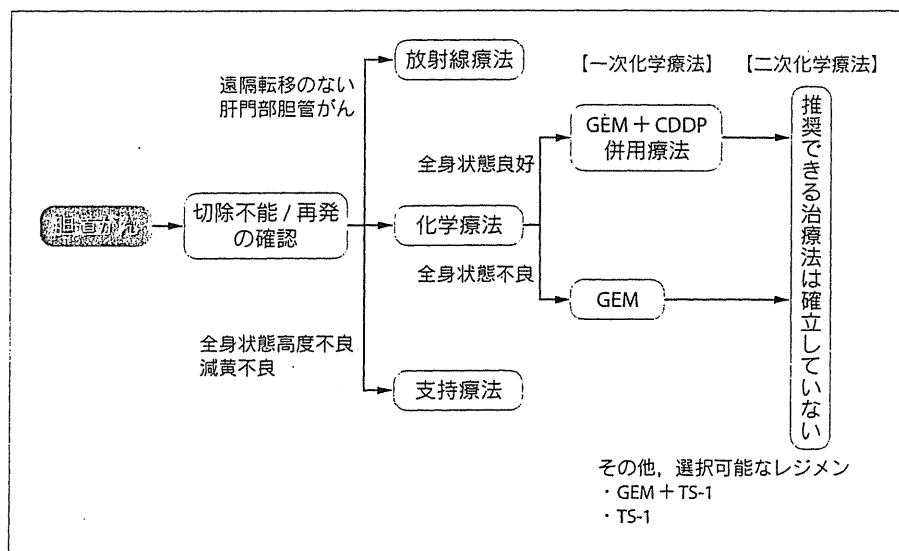 放射線療法
【一次化学療法】
【二次化学療法】
遠隔転移のない
肝門部胆管がん
GEM + CDDP
併用療法
全身状態良好
胆管がん
切除不能 / 再発
の確認
化学療法
全身状態不良
GEM
推奨できる治療法は確立していない
全身状態高度不良
減黄不良
支持療法
その他，選択可能なレジメン
・GEM + TS-1
・TS-1